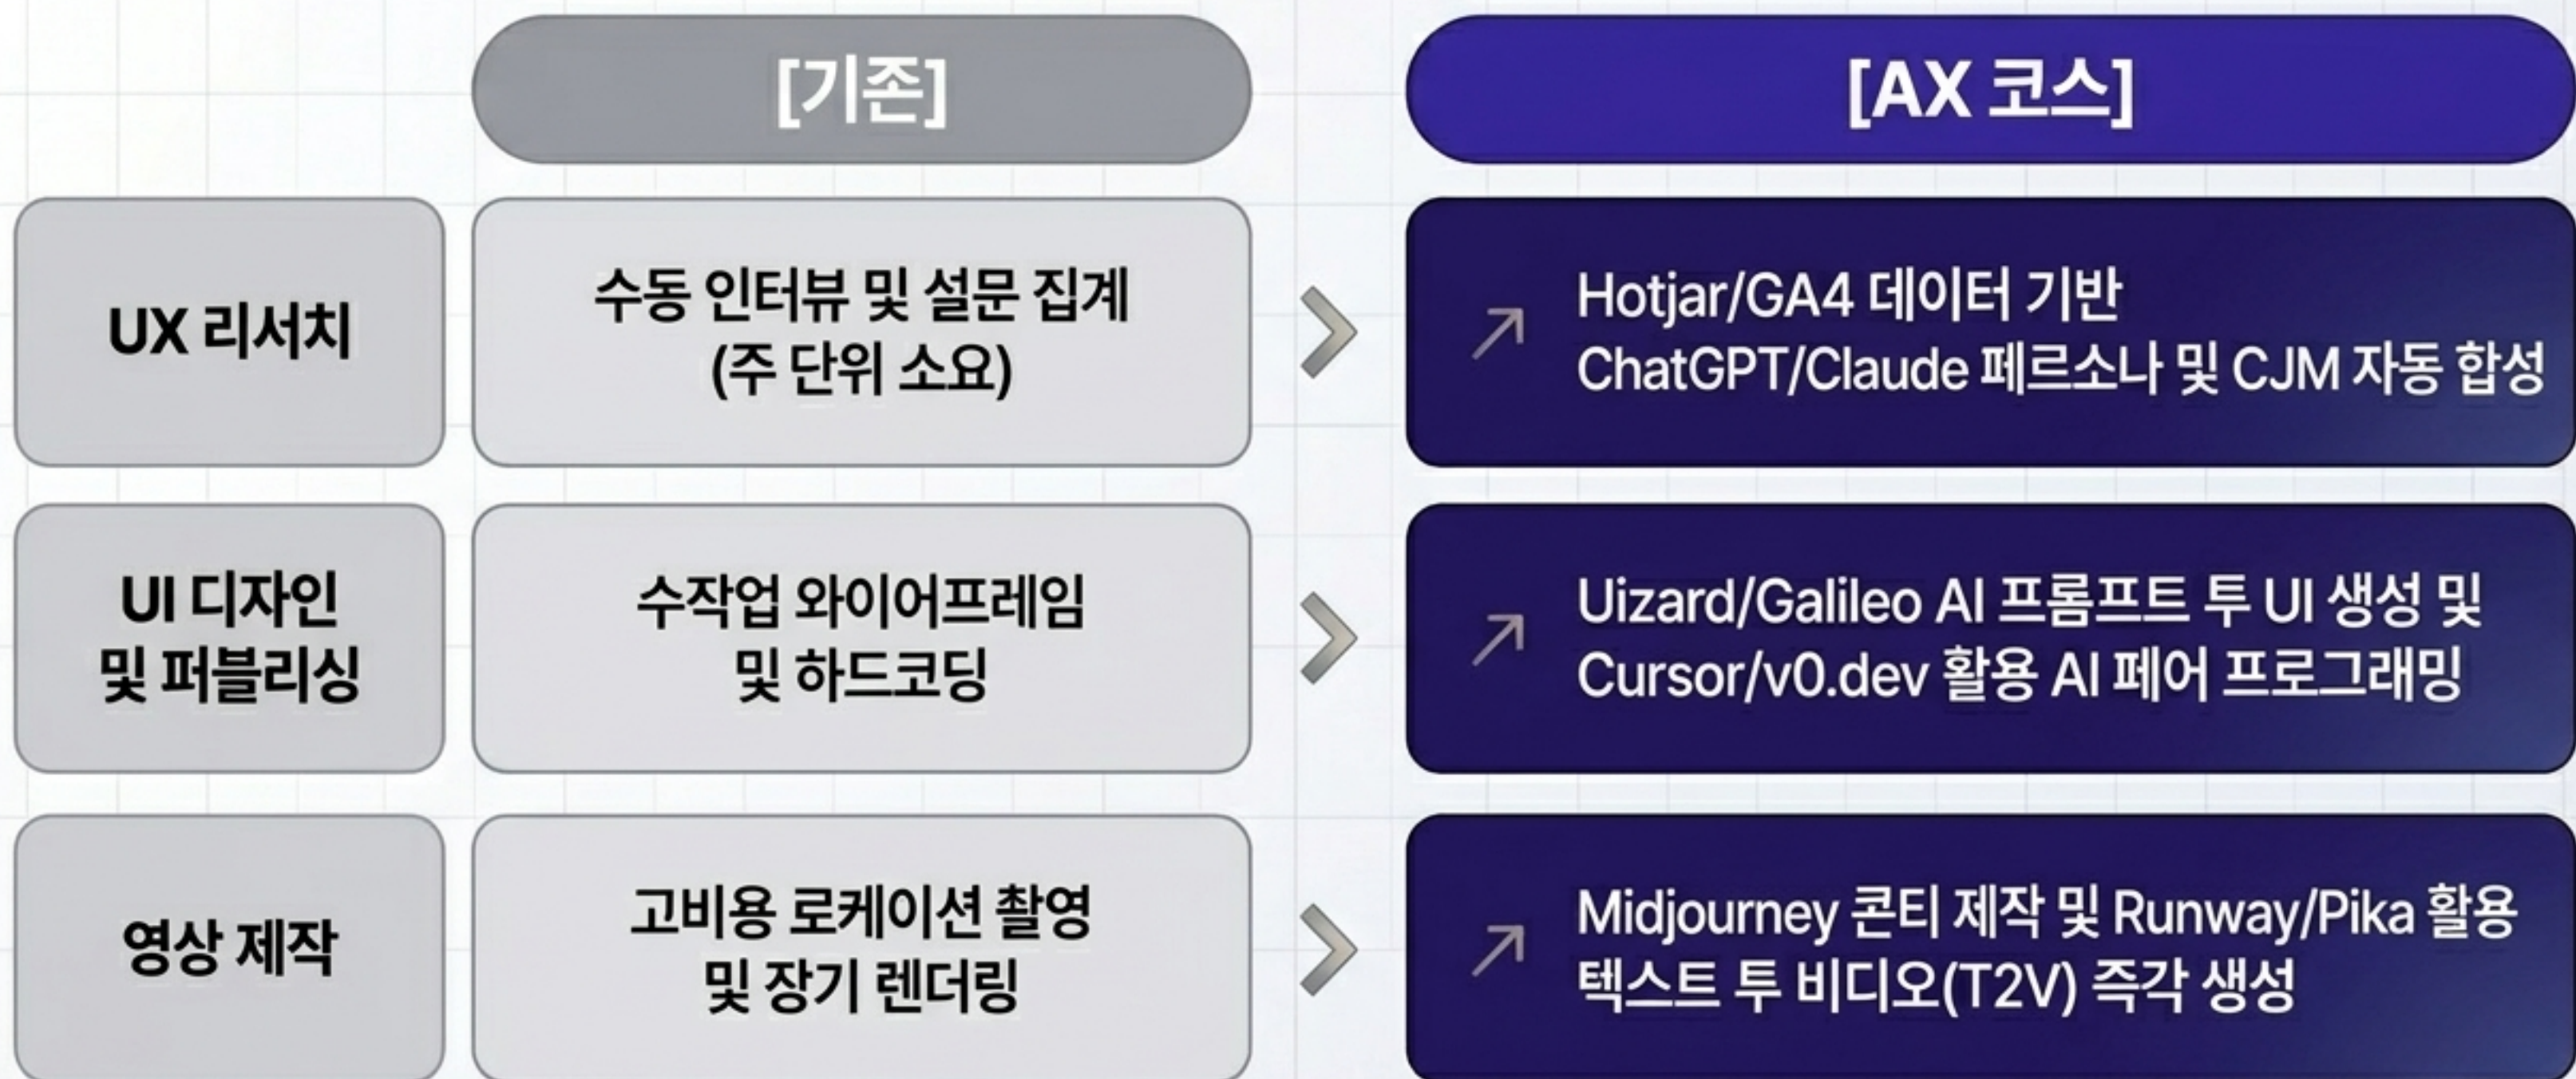 [기존]
[AX 코스]
UX 리서치
수동 인터뷰 및 설문 집계
(주 단위 소요)
Hotjar/GA4 데이터 기반
ChatGPT/Claude 페르소나 및 CJM 자동 합성
UI 디자인
및 퍼블리싱
수작업 와이어프레임
및 하드코딩
Uizard/Galileo AI 프롬프트 투 UI 생성 및
Cursor/v0.dev 활용 AI 페어 프로그래밍
영상 제작
고비용 로케이션 촬영
및 장기 렌더링
Midjourney 콘티 제작 및 Runway/Pika 활용
텍스트 투 비디오(T2V) 즉각 생성